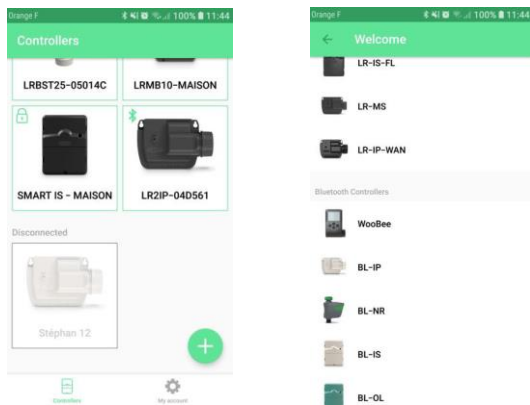 Orange F 100% 11:44
Controllers
LRBST25-05014C LRMB10-MAISON
SMART IS - MAISON LR2IP-04D561
Disconnected
Stéphan 12
+
Controllers My account
Orange F 100% 11:44
Welcome
LR-IS-FL
LR-MS
LR-IP-WAN
Bluetooth Controllers
WooBee
BL-IP
BL-NR
BL-IS
BL-OL